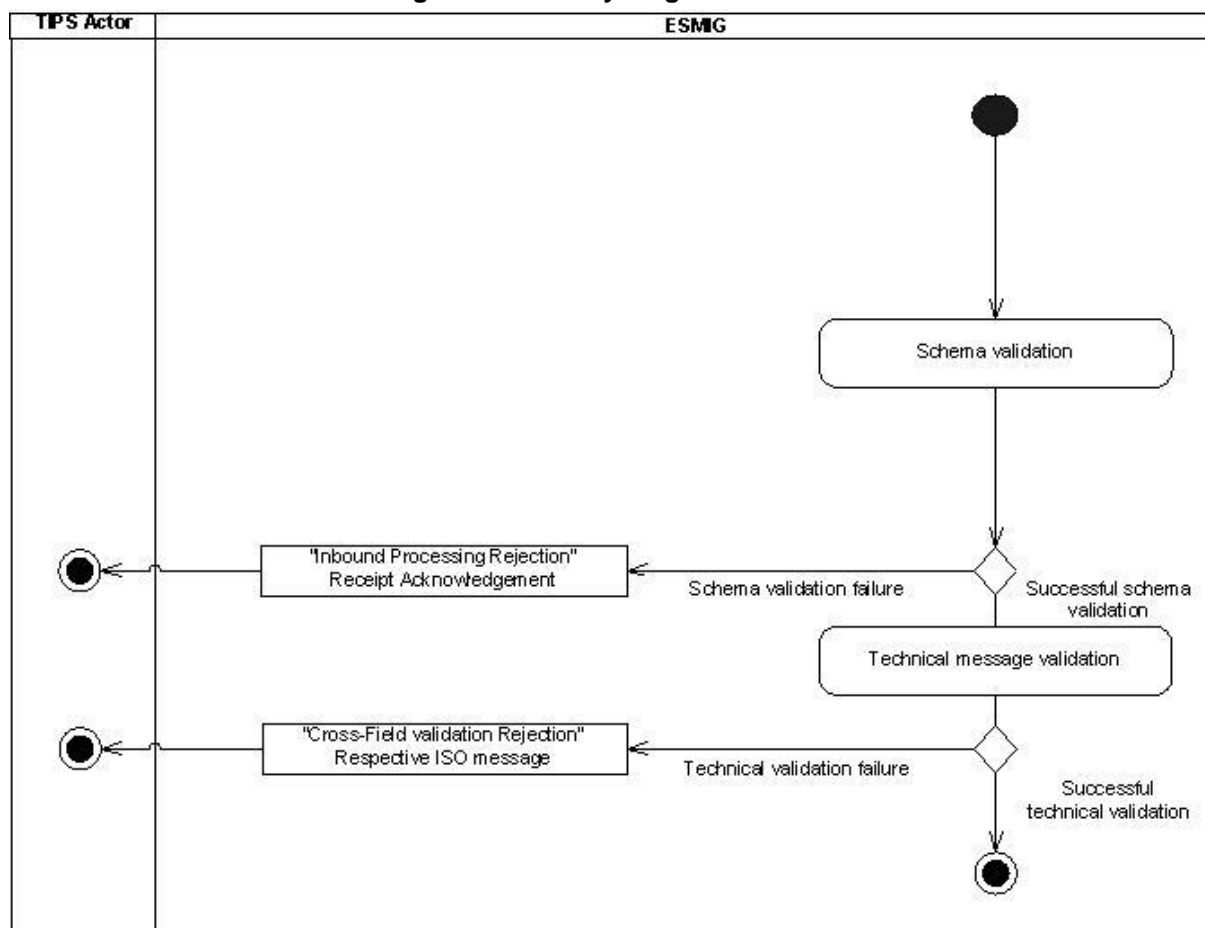 TIPS Actor
ESMIG
Schema validation
"Inbound Processing Rejection"
Receipt Acknowledgement
Schema validation failure
Successful schema
validation
Technical message validation
"Cross-Field validation Rejection"
Respective ISO message
Technical validation failure
Successful
technical validation